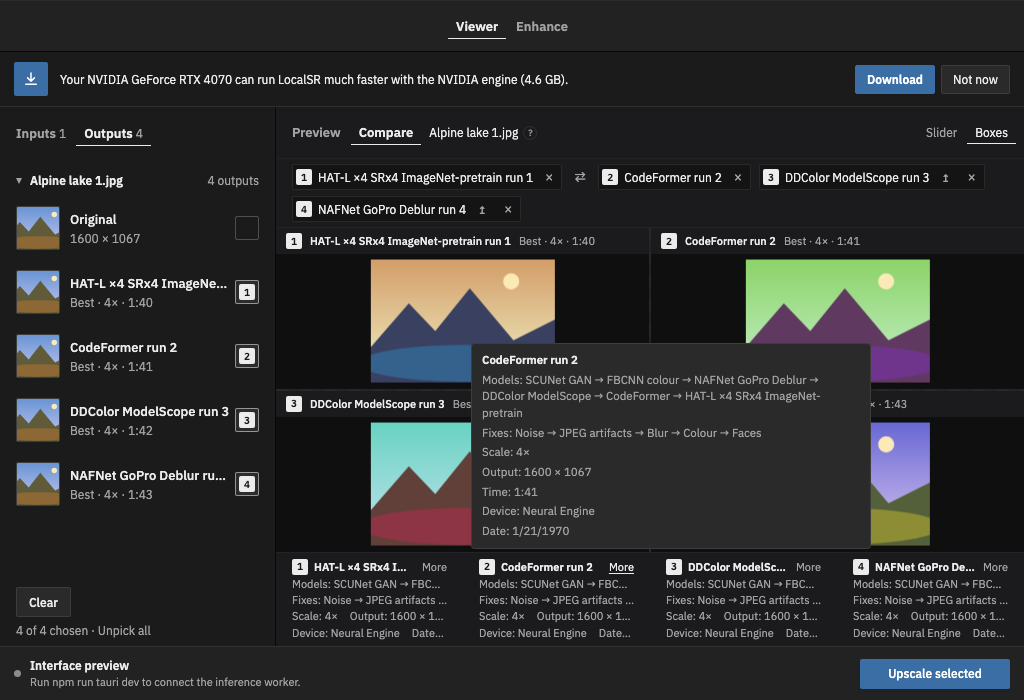 Viewer Enhance
Your NVIDIA GeForce RTX 4070 can run LocalSR much faster with the NVIDIA engine (4.6 GB).
Download
Not now
Inputs 1 Outputs 4
Preview Compare Alpine lake 1.jpg ?
Slider Boxes
Alpine lake 1.jpg 4 outputs
Original
1600 × 1067
HAT-L ×4 SRx4 ImageNe... 1
Best · 4× · 1:40
CodeFormer run 2 2
Best · 4× · 1:41
DDColor ModelScope run 3 3
Best · 4× · 1:42
NAFNet GoPro Deblur ru... 4
Best · 4× · 1:43
Clear
4 of 4 chosen · Unpick all
1 HAT-L ×4 SRx4 ImageNet-pretrain run 1 × ⇄ 2 CodeFormer run 2 × 3 DDColor ModelScope run 3 ↥ ×
4 NAFNet GoPro Deblur run 4 ↥ ×
1 HAT-L ×4 SRx4 ImageNet-pretrain run 1 Best · 4× · 1:40
2 CodeFormer run 2 Best · 4× · 1:41
3 DDColor ModelScope run 3 Bes
× · 1:43
CodeFormer run 2
Models: SCUNet GAN → FBCNN colour → NAFNet GoPro Deblur →
DDColor ModelScope → CodeFormer → HAT-L ×4 SRx4 ImageNet-
pretrain
Fixes: Noise → JPEG artifacts → Blur → Colour → Faces
Scale: 4×
Output: 1600 × 1067
Time: 1:41
Device: Neural Engine
Date: 1/21/1970
1 HAT-L ×4 SRx4 I... More
Models: SCUNet GAN → FBC...
Fixes: Noise → JPEG artifacts ...
Scale: 4× Output: 1600 × 1...
Device: Neural Engine Date...
2 CodeFormer run 2 More
Models: SCUNet GAN → FBC...
Fixes: Noise → JPEG artifacts ...
Scale: 4× Output: 1600 × 1...
Device: Neural Engine Date...
3 DDColor ModelSc... More
Models: SCUNet GAN → FBC...
Fixes: Noise → JPEG artifacts ...
Scale: 4× Output: 1600 × 1...
Device: Neural Engine Date...
4 NAFNet GoPro De... More
Models: SCUNet GAN → FBC...
Fixes: Noise → JPEG artifacts ...
Scale: 4× Output: 1600 × 1...
Device: Neural Engine Date...
Interface preview
Run npm run tauri dev to connect the inference worker.
Upscale selected